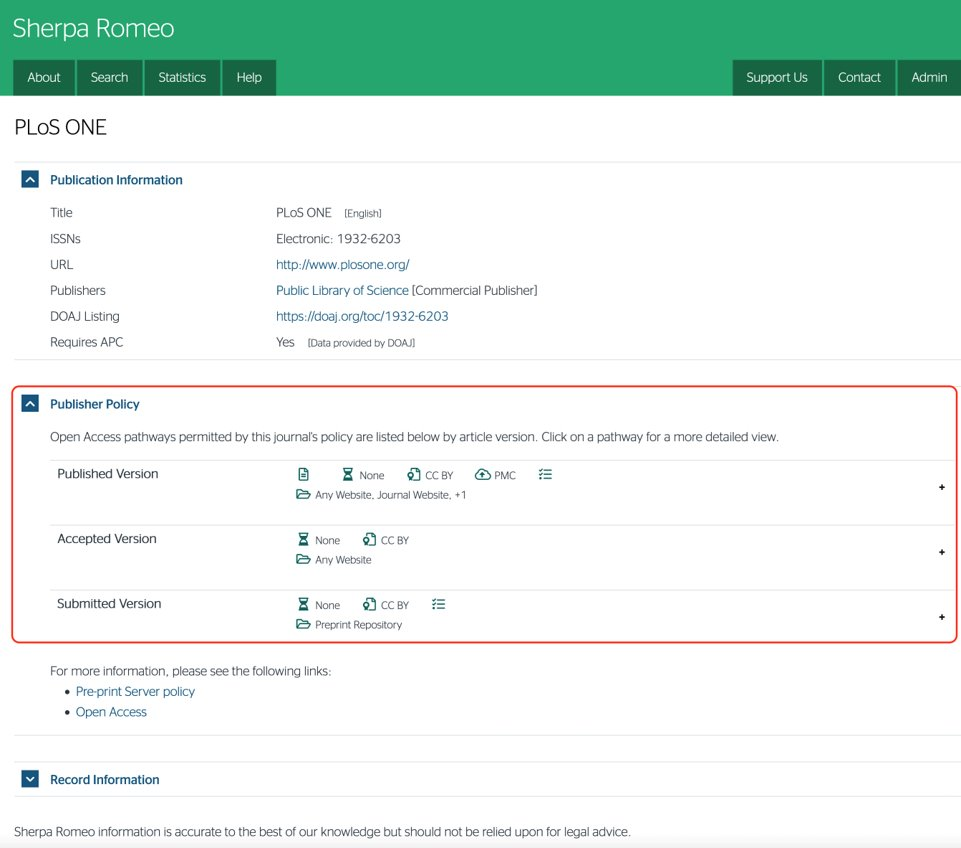 Sherpa Romeo
About Search Statistics Help Support Us Contact Admin
PLoS ONE
Publication Information
Title PLoS ONE [English]
ISSNs Electronic: 1932-6203
URL http://www.plosone.org/
Publishers Public Library of Science [Commercial Publisher]
DOAJ Listing https://doaj.org/toc/1932-6203
Requires APC Yes [Data provided by DOAJ]
Publisher Policy
Open Access pathways permitted by this journal's policy are listed below by article version. Click on a pathway for a more detailed view.
Published Version None CC BY PMC
Any Website, Journal Website, +1
+
Accepted Version None CC BY
Any Website
+
Submitted Version None CC BY
Preprint Repository
+
For more information, please see the following links:
• Pre-print Server policy
• Open Access
Record Information
Sherpa Romeo information is accurate to the best of our knowledge but should not be relied upon for legal advice.